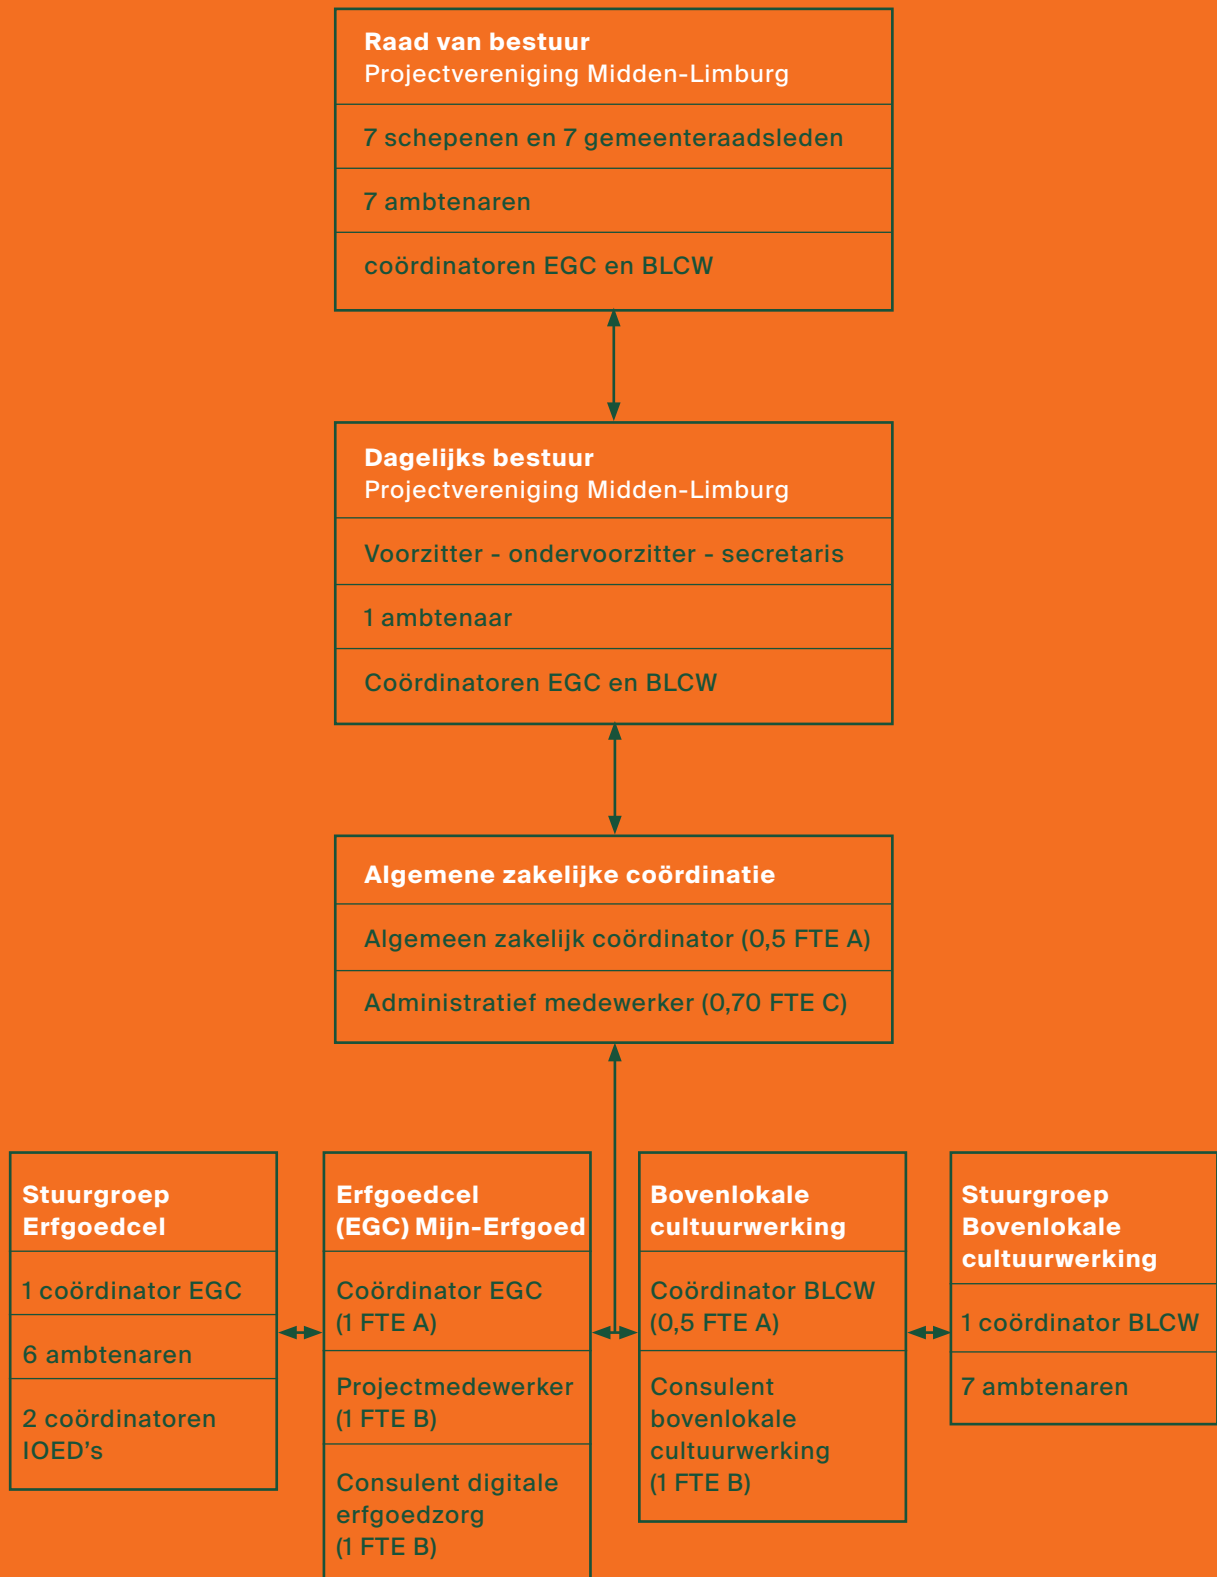 Raad van bestuur
Projectvereniging Midden-Limburg
7 schepenen en 7 gemeenteraadsleden
7 ambtenaren
coördinatoren EGC en BLCW
Dagelijks bestuur
Projectvereniging Midden-Limburg
Voorzitter - ondervoorzitter - secretaris
1 ambtenaar
Coördinatoren EGC en BLCW
Algemene zakelijke coördinatie
Algemeen zakelijk coördinator (0,5 FTE A)
Administratief medewerker (0,70 FTE C)
Stuurgroep
Erfgoedcel
1 coördinator EGC
6 ambtenaren
2 coördinatoren
IOED's
Erfgoedcel
(EGC) Mijn-Erfgoed
Coördinator EGC
(1 FTE A)
Projectmedewerker
(1 FTE B)
Consulent digitale
erfgoedzorg
(1 FTE B)
Bovenlokale
cultuurwerking
Coördinator BLCW
(0,5 FTE A)
Consulent
bovenlokale
cultuurwerking
(1 FTE B)
Stuurgroep
Bovenlokale
cultuurwerking
1 coördinator BLCW
7 ambtenaren